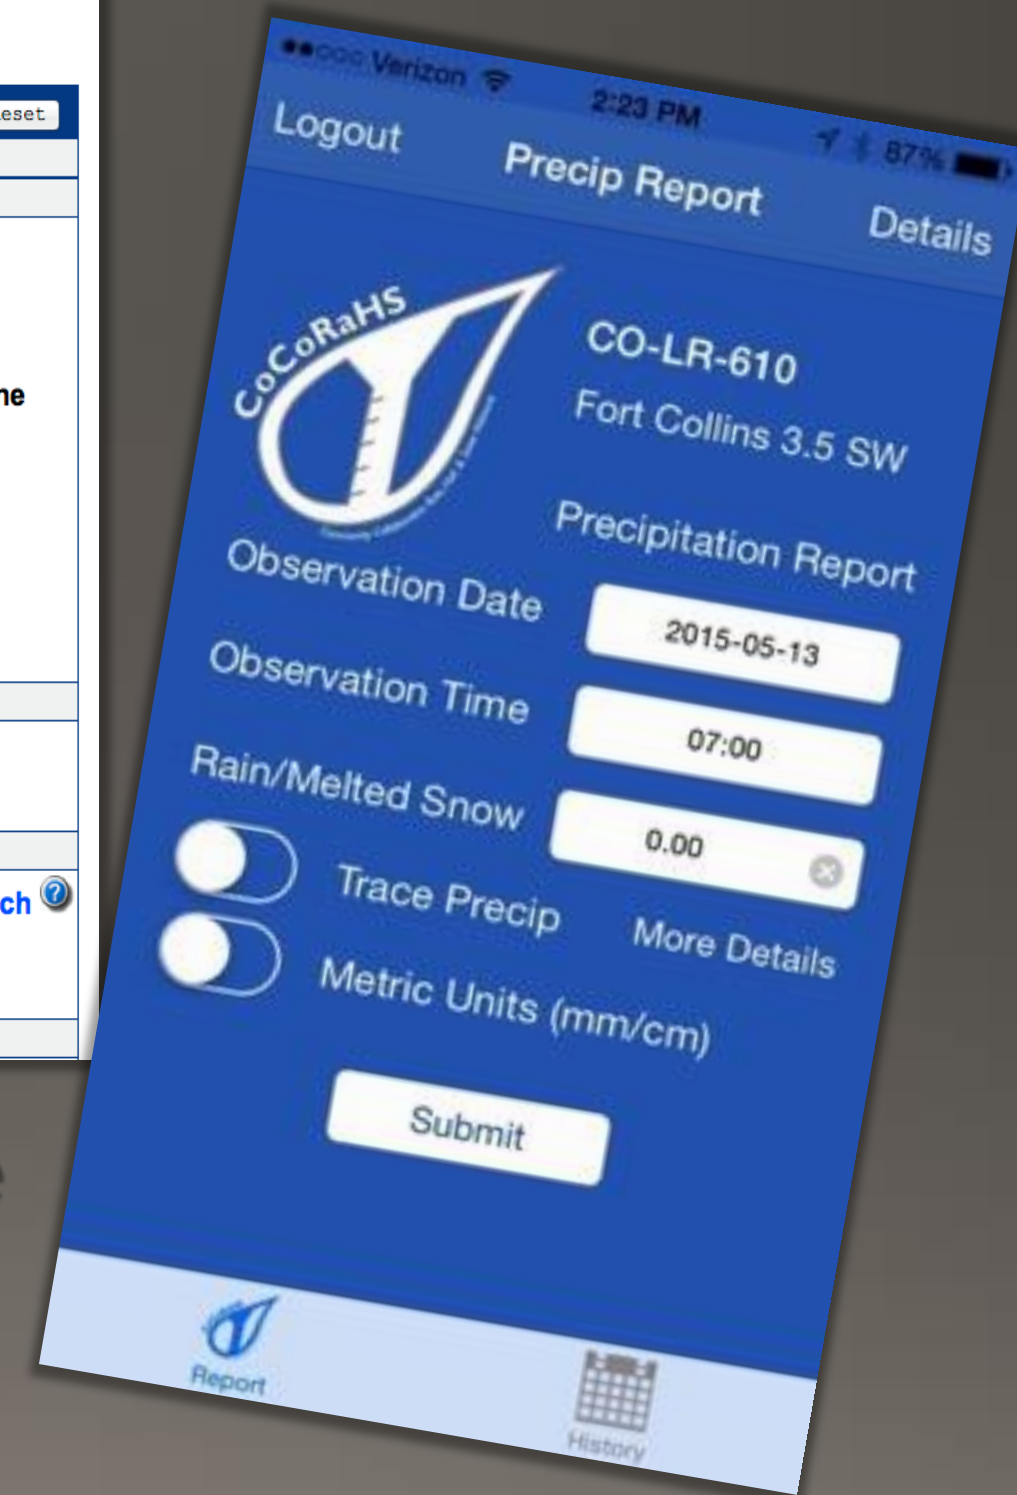 eset
ne
ch
Verizon 2:23 PM 87%
Logout Precip Report Details
CoCoRaHS
CO-LR-610
Fort Collins 3.5 SW
Precipitation Report
Observation Date 2015-05-13
Observation Time 07:00
Rain/Melted Snow 0.00
Trace Precip More Details
Metric Units (mm/cm)
Submit
Report History